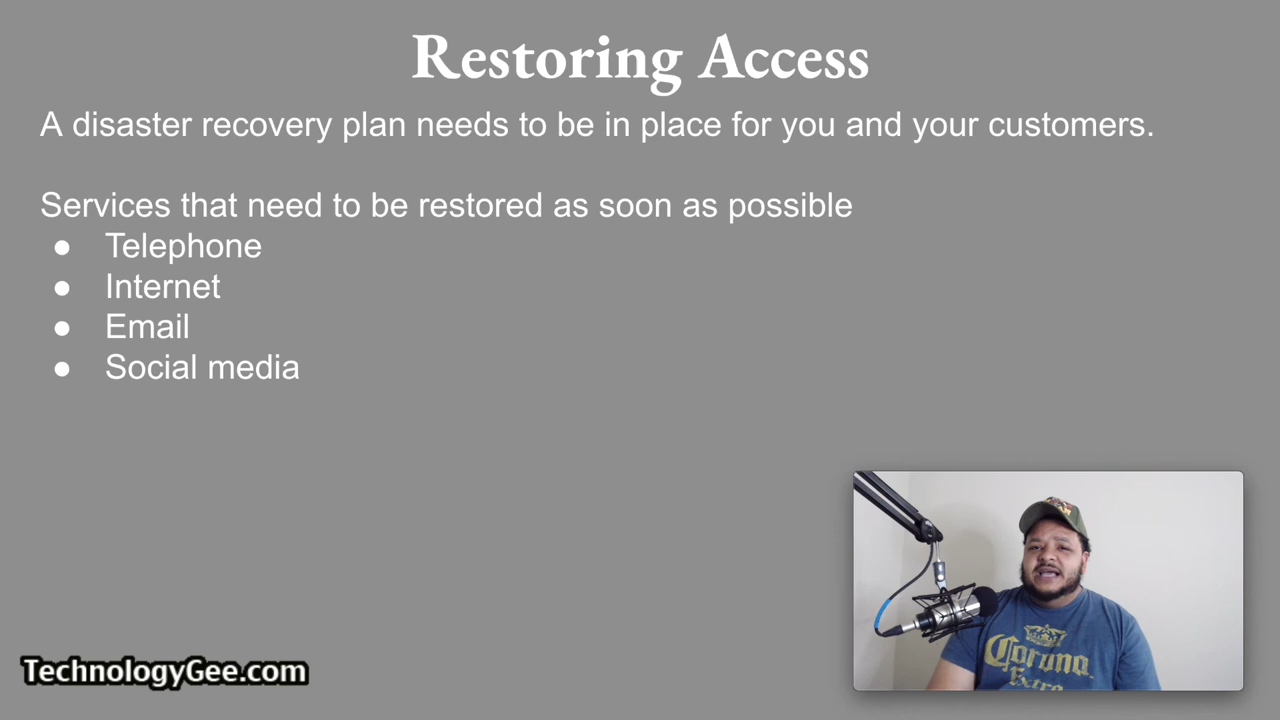 Restoring Access
A disaster recovery plan needs to be in place for you and your customers.
Services that need to be restored as soon as possible
● Telephone
● Internet
● Email
● Social media
Corona
Extra
TechnologyGee.com